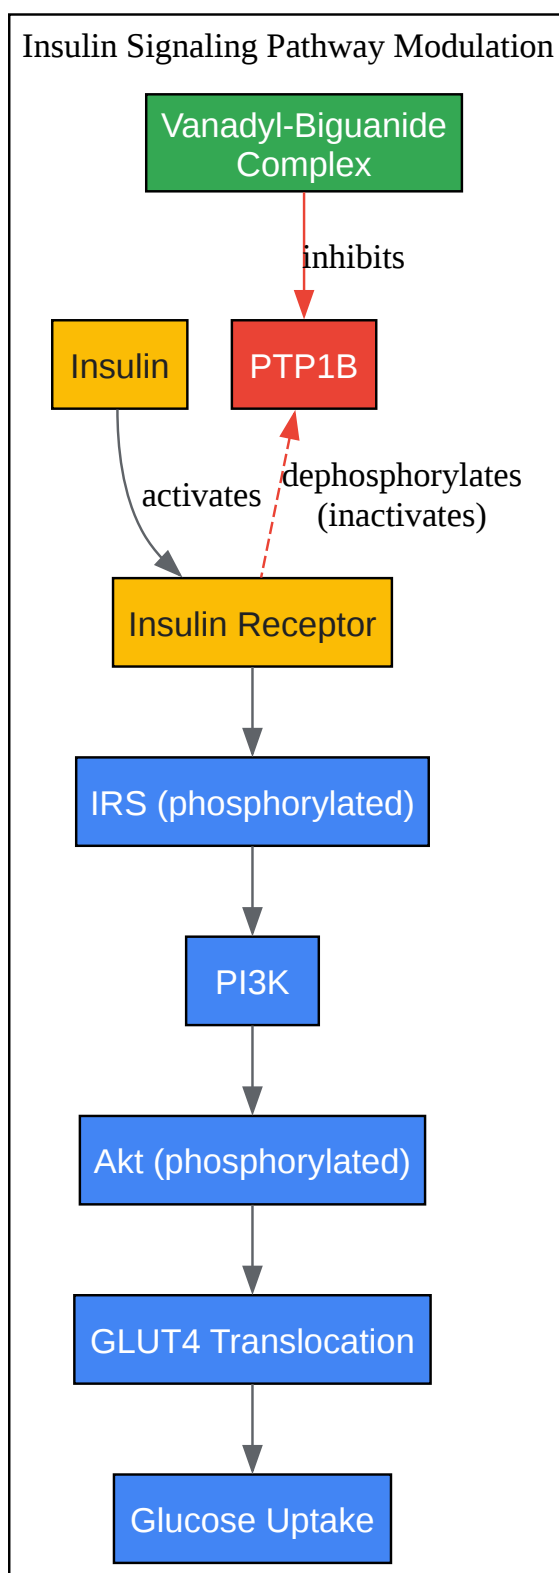 Insulin Signaling Pathway Modulation
Vanadyl-Biguanide
Complex
inhibits
Insulin
PTP1B
activates
dephosphorylates
(inactivates)
Insulin Receptor
IRS (phosphorylated)
PI3K
Akt (phosphorylated)
GLUT4 Translocation
Glucose Uptake